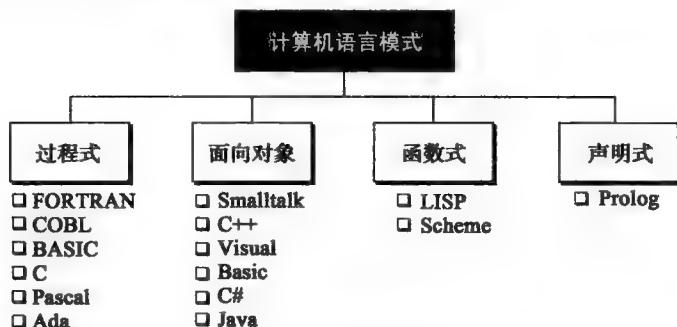 计算机语言模式
过程式
面向对象
函数式
声明式
FORTRAN
COBL
BASIC
C
Pascal
Ada
Smalltalk
C++
Visual
Basic
C#
Java
LISP
Scheme
Prolog